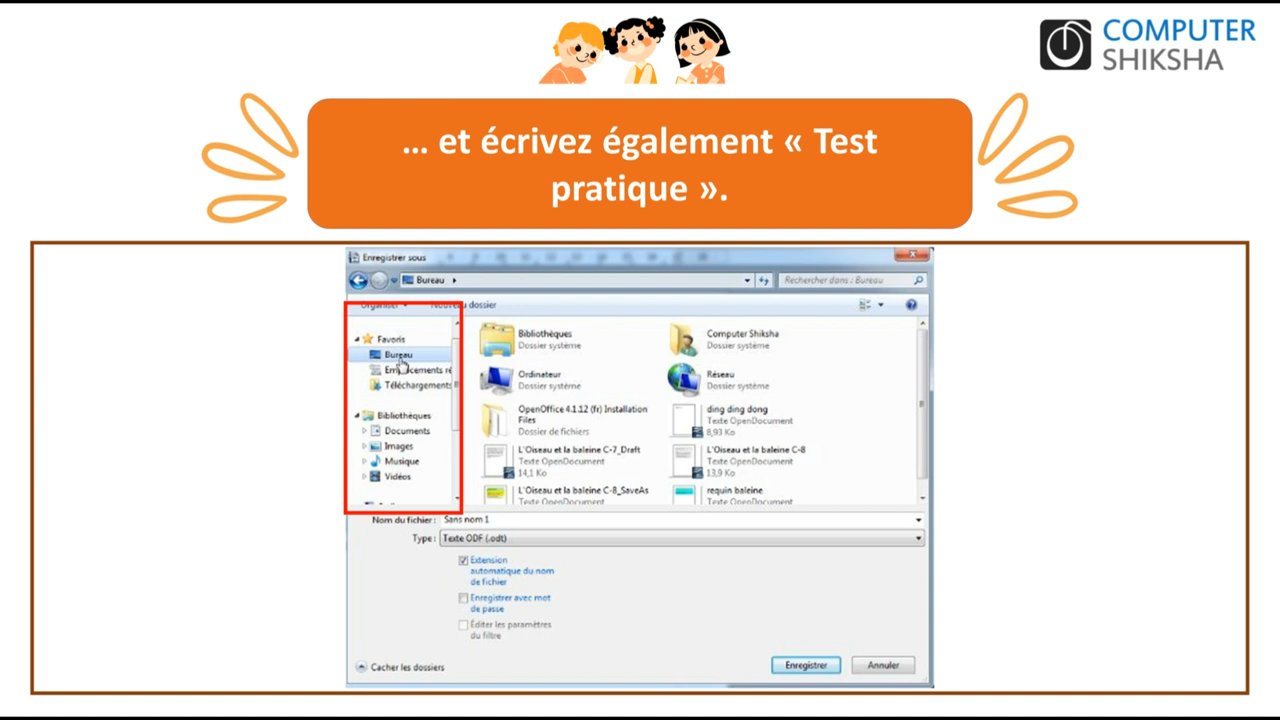 COMPUTER
SHIKSHA
... et écrivez également « Test
pratique ».
Enregistrer sous
Bureau
Rechercher dans : Bureau
Organiser
Nouveau dossier
Favoris
Bureau
Téléchargements
Bibliothèques
Documents
Images
Musique
Vidéos
Bibliothèques
Dossier système
Computer Shiksha
Dossier système
Ordinateur
Dossier système
Réseau
Dossier système
OpenOffice 4.1.12 (fr) Installation
Files
Dossier de fichiers
ding ding dong
Texte OpenDocument
8,93 Ko
L'Oiseau et la baleine C-7_Draft
Texte OpenDocument
14,1 Ko
L'Oiseau et la baleine C-8
Texte OpenDocument
13,9 Ko
L'Oiseau et la baleine C-8_SaveAs
Texte OpenDocument
requin baleine
Texte OpenDocument
Nom du fichier : Sans nom 1
Type : Texte ODF (.odt)
Extension
automatique du nom
de fichier
Enregistrer avec mot
de passe
Éditer les paramètres
du filtre
Cacher les dossiers
Enregistrer
Annuler